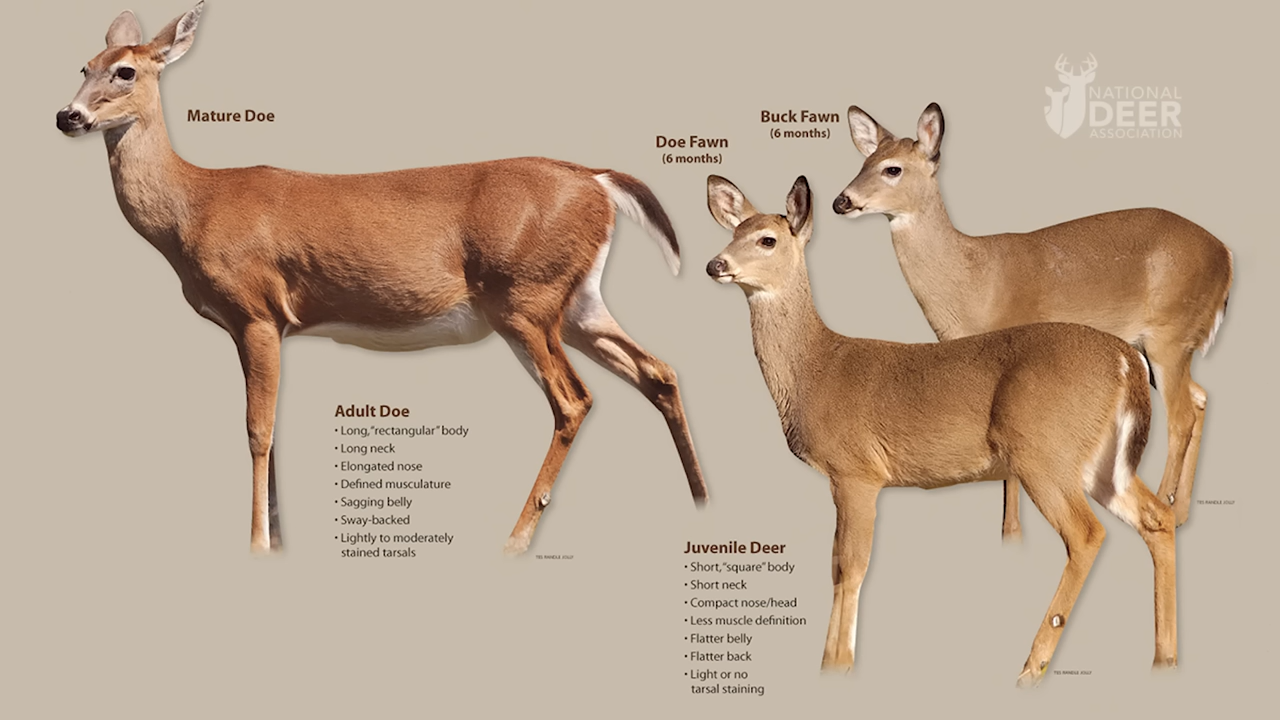 Mature Doe
Buck Fawn
(6 months)
Doe Fawn
(6 months)
NATIONAL
DEER
ASSOCIATION
Adult Doe
• Long, “rectangular” body
• Long neck
• Elongated nose
• Defined musculature
• Sagging belly
• Sway-backed
• Lightly to moderately
stained tarsals
Juvenile Deer
• Short, “square” body
• Short neck
• Compact nose/head
• Less muscle definition
• Flatter belly
• Flatter back
• Light or no
tarsal staining